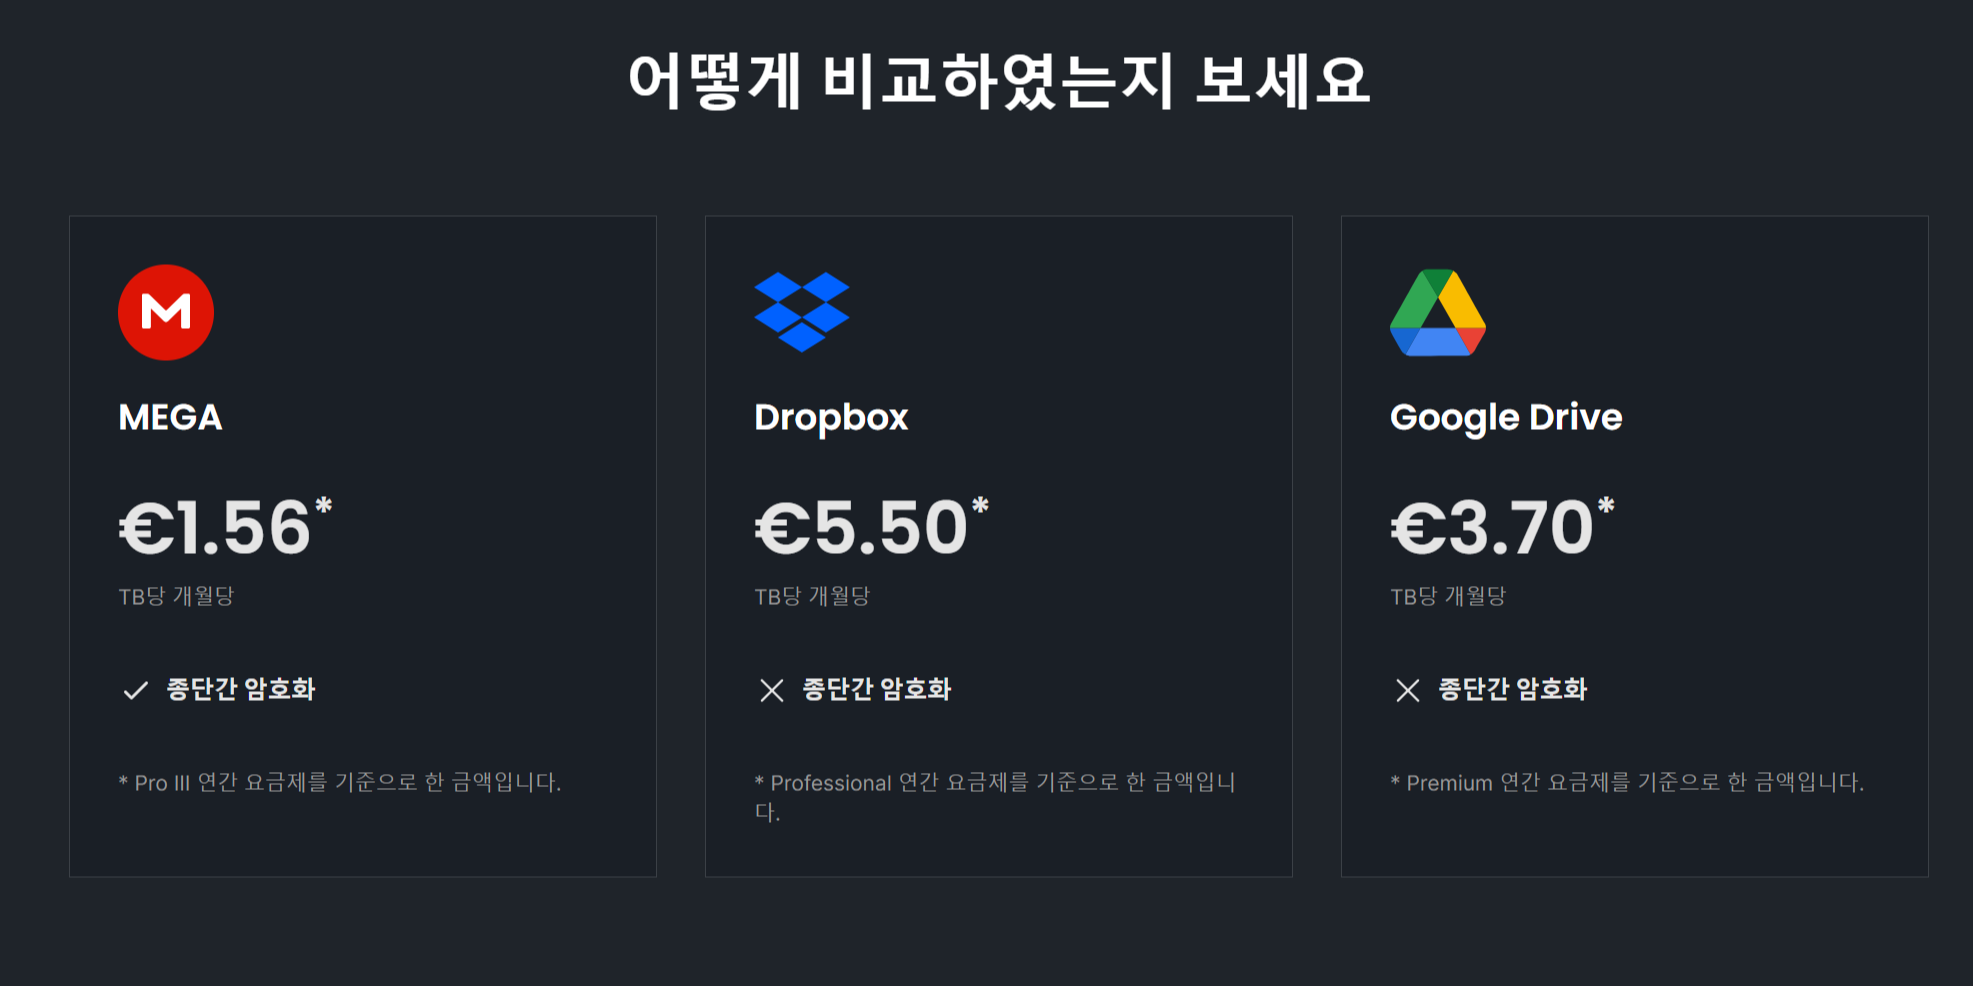 어떻게 비교하였는지 보세요
MEGA
€1.56*
TB당 개월당
종단간 암호화
* Pro III 연간 요금제를 기준으로 한 금액입니다.
Dropbox
€5.50*
TB당 개월당
종단간 암호화
* Professional 연간 요금제를 기준으로 한 금액입니
다.
Google Drive
€3.70*
TB당 개월당
종단간 암호화
* Premium 연간 요금제를 기준으로 한 금액입니다.